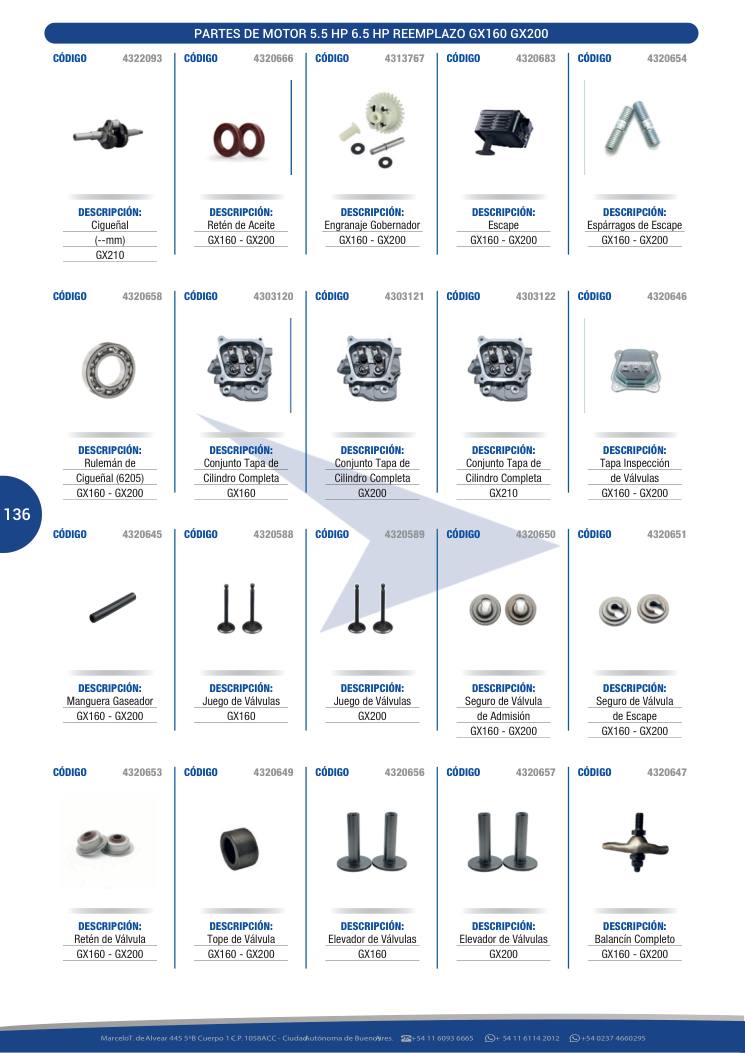 PARTES DE MOTOR 5.5 HP 6.5 HP REEMPLAZO GX160 GX200
CÓDIGO 4322093
DESCRIPCIÓN:
Cigueñal
(--mm)
GX210
CÓDIGO 4320666
DESCRIPCIÓN:
Retén de Aceite
GX160 - GX200
CÓDIGO 4313767
DESCRIPCIÓN:
Engranaje Gobernador
GX160 - GX200
CÓDIGO 4320683
DESCRIPCIÓN:
Escape
GX160 - GX200
CÓDIGO 4320654
DESCRIPCIÓN:
Espárragos de Escape
GX160 - GX200
CÓDIGO 4320658
DESCRIPCIÓN:
Rulemán de
Cigueñal (6205)
GX160 - GX200
CÓDIGO 4303120
DESCRIPCIÓN:
Conjunto Tapa de
Cilindro Completa
GX160
CÓDIGO 4303121
DESCRIPCIÓN:
Conjunto Tapa de
Cilindro Completa
GX200
CÓDIGO 4303122
DESCRIPCIÓN:
Conjunto Tapa de
Cilindro Completa
GX210
CÓDIGO 4320646
DESCRIPCIÓN:
Tapa Inspección
de Válvulas
GX160 - GX200
136
CÓDIGO 4320645
DESCRIPCIÓN:
Manguera Gaseador
GX160 - GX200
CÓDIGO 4320588
DESCRIPCIÓN:
Juego de Válvulas
GX160
CÓDIGO 4320589
DESCRIPCIÓN:
Juego de Válvulas
GX200
CÓDIGO 4320650
DESCRIPCIÓN:
Seguro de Válvula
de Admisión
GX160 - GX200
CÓDIGO 4320651
DESCRIPCIÓN:
Seguro de Válvula
de Escape
GX160 - GX200
CÓDIGO 4320653
DESCRIPCIÓN:
Retén de Válvula
GX160 - GX200
CÓDIGO 4320649
DESCRIPCIÓN:
Tope de Válvula
GX160 - GX200
CÓDIGO 4320656
DESCRIPCIÓN:
Elevador de Válvulas
GX160
CÓDIGO 4320657
DESCRIPCIÓN:
Elevador de Válvulas
GX200
CÓDIGO 4320647
DESCRIPCIÓN:
Balancín Completo
GX160 - GX200
MarceloT. de Alvear 445 5ºB Cuerpo 1 C.P. 1058ACC - Ciudad Autónoma de Buenos Aires. +54 11 6093 6665 + 54 11 6114 2012 +54 0237 4660295